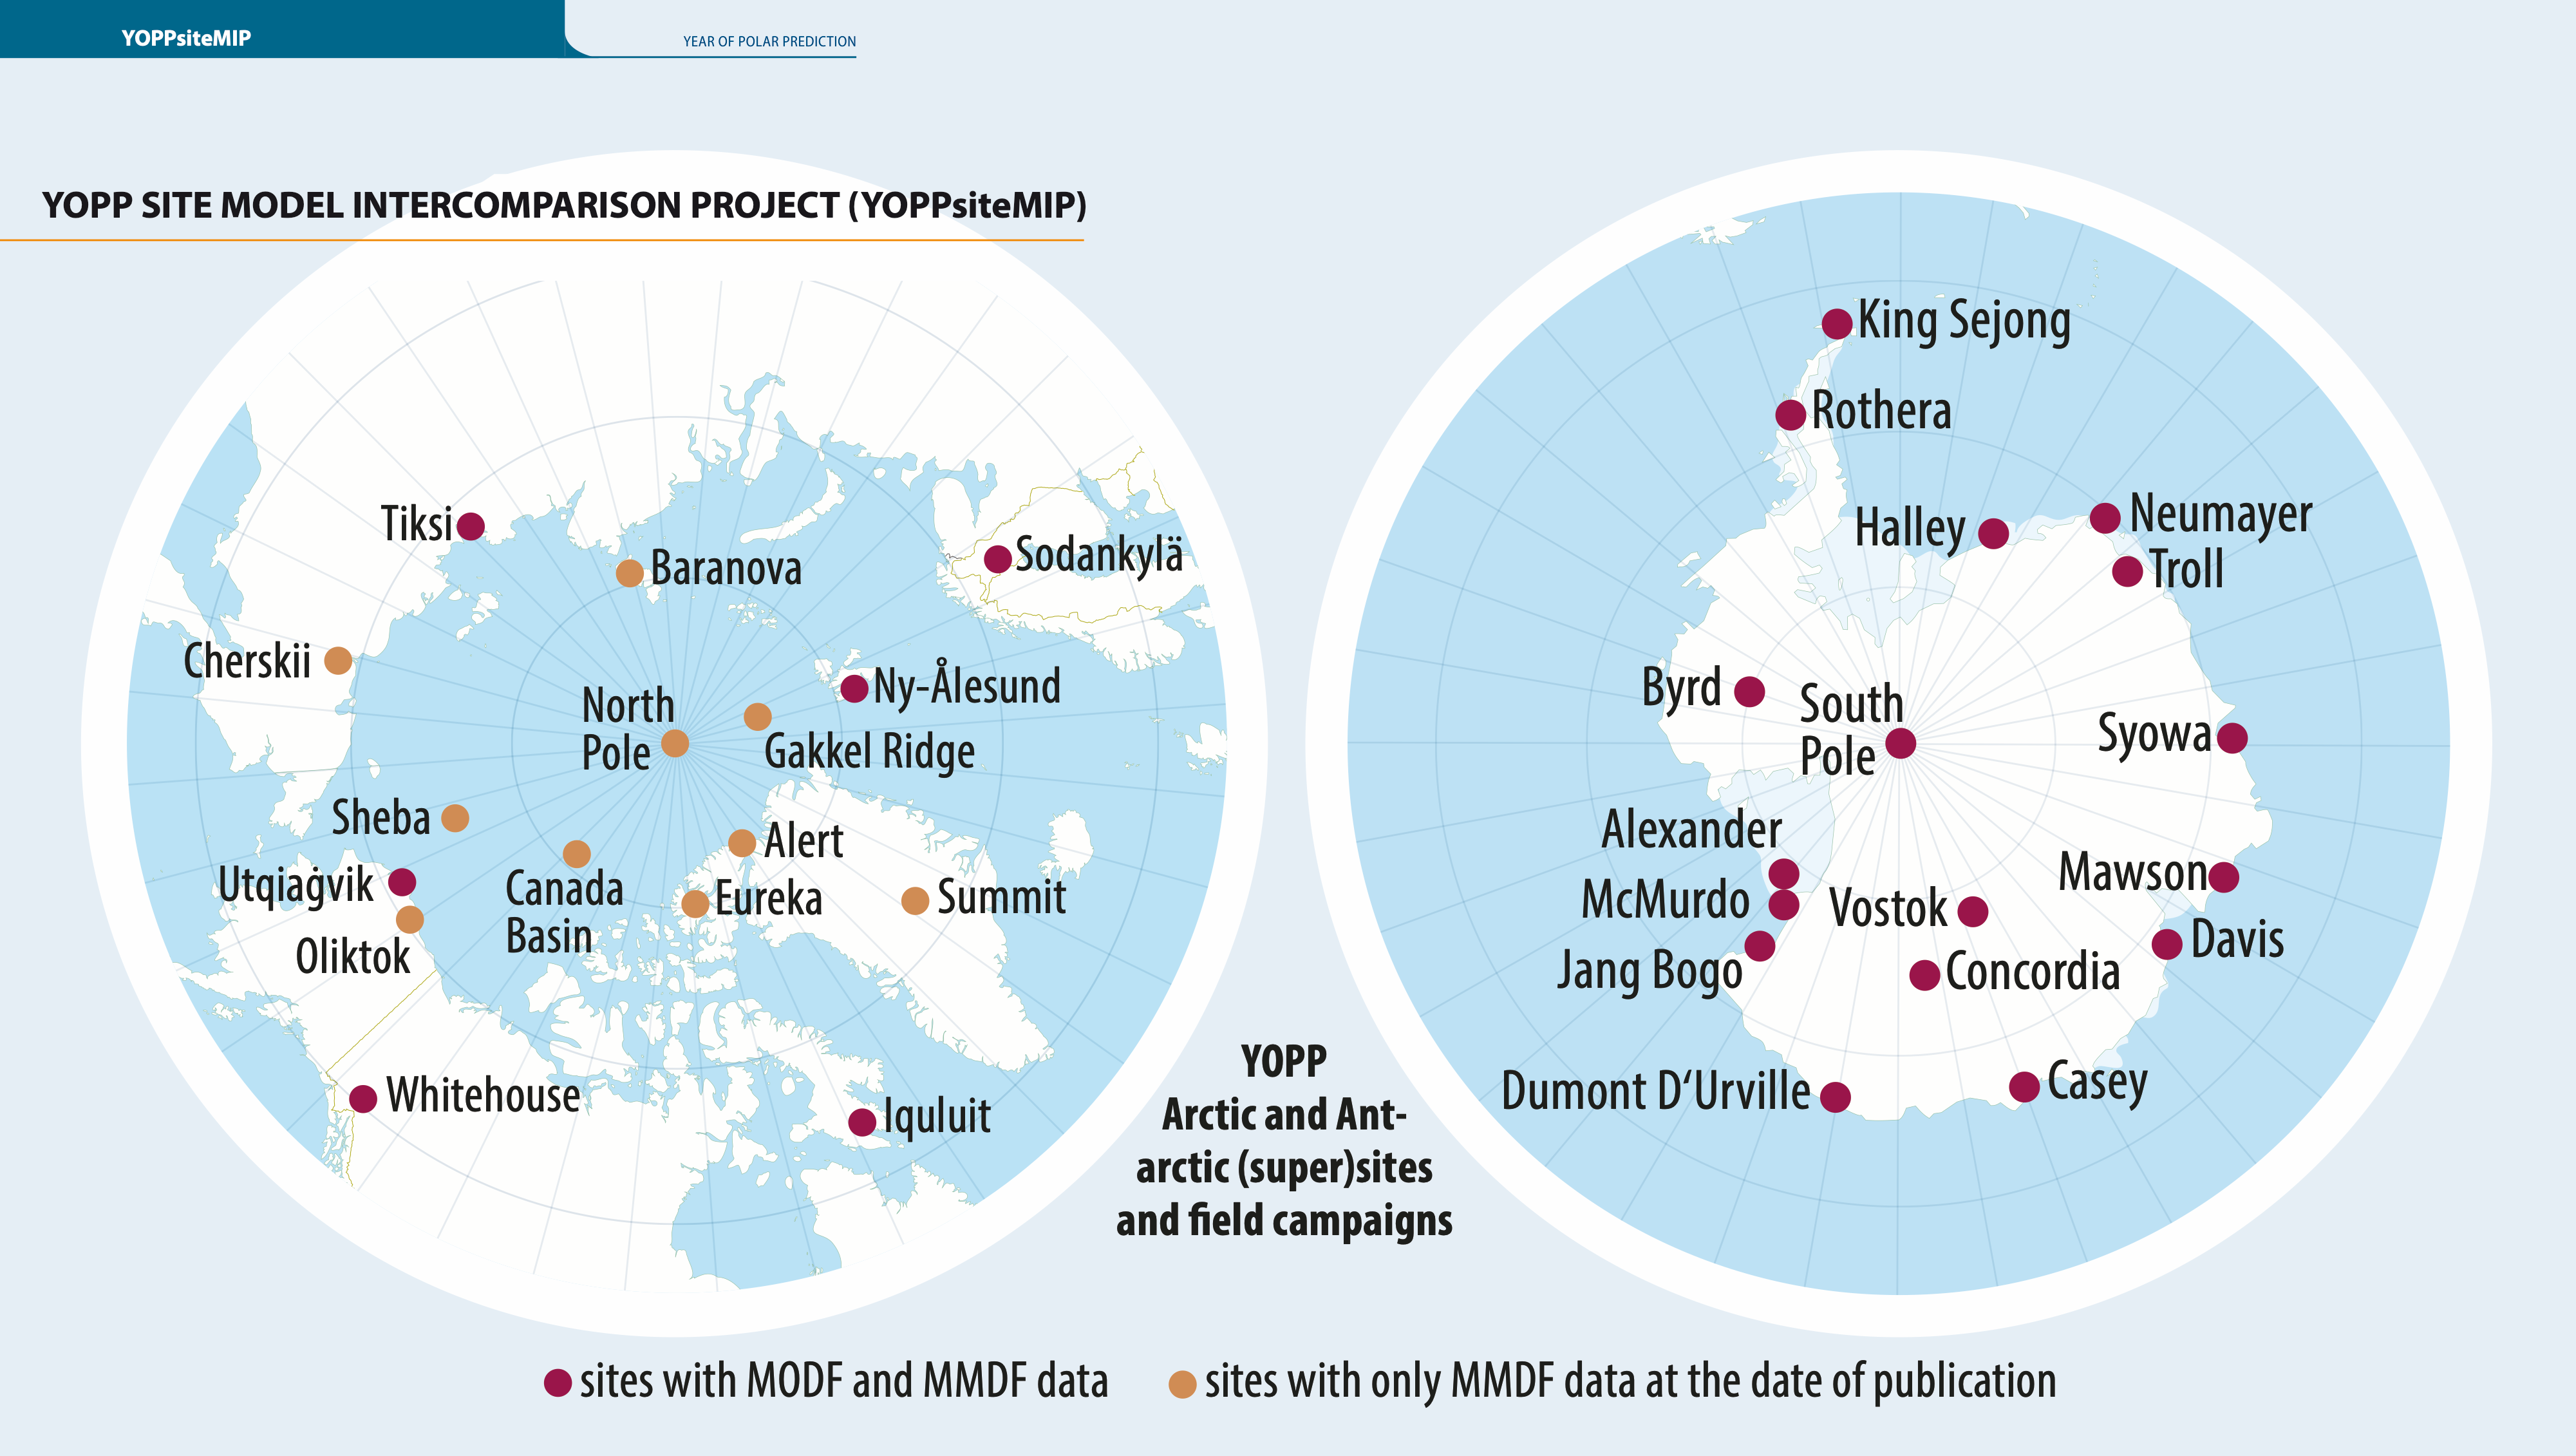 YOPPsiteMIP
YEAR OF POLAR PREDICTION
YOPP SITE MODEL INTERCOMPARISON PROJECT (YOPPsiteMIP)
Tiksi
Baranova
Sodankylä
Cherskii
Ny-Ålesund
North
Pole
Gakkel Ridge
Sheba
Alert
Utqiaġvik
Canada
Basin
Eureka
Summit
Oliktok
Whitehouse
Iquluit
King Sejong
Rothera
Halley
Neumayer
Troll
Byrd
South
Pole
Syowa
Alexander
McMurdo
Vostok
Mawson
Jang Bogo
Concordia
Davis
Dumont D‘Urville
Casey
YOPP
Arctic and Ant-
arctic (super)sites
and field campaigns
sites with MODF and MMDF data
sites with only MMDF data at the date of publication